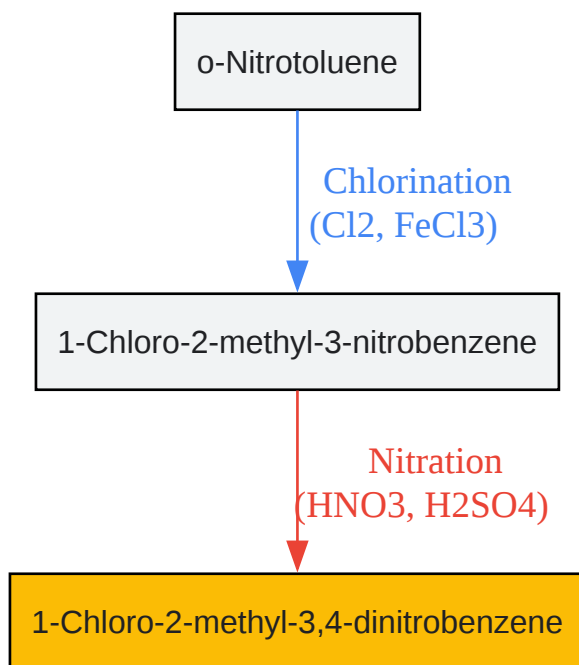 o-Nitrotoluene
Chlorination
(Cl2, FeCl3)
1-Chloro-2-methyl-3-nitrobenzene
Nitration
(HNO3, H2SO4)
1-Chloro-2-methyl-3,4-dinitrobenzene